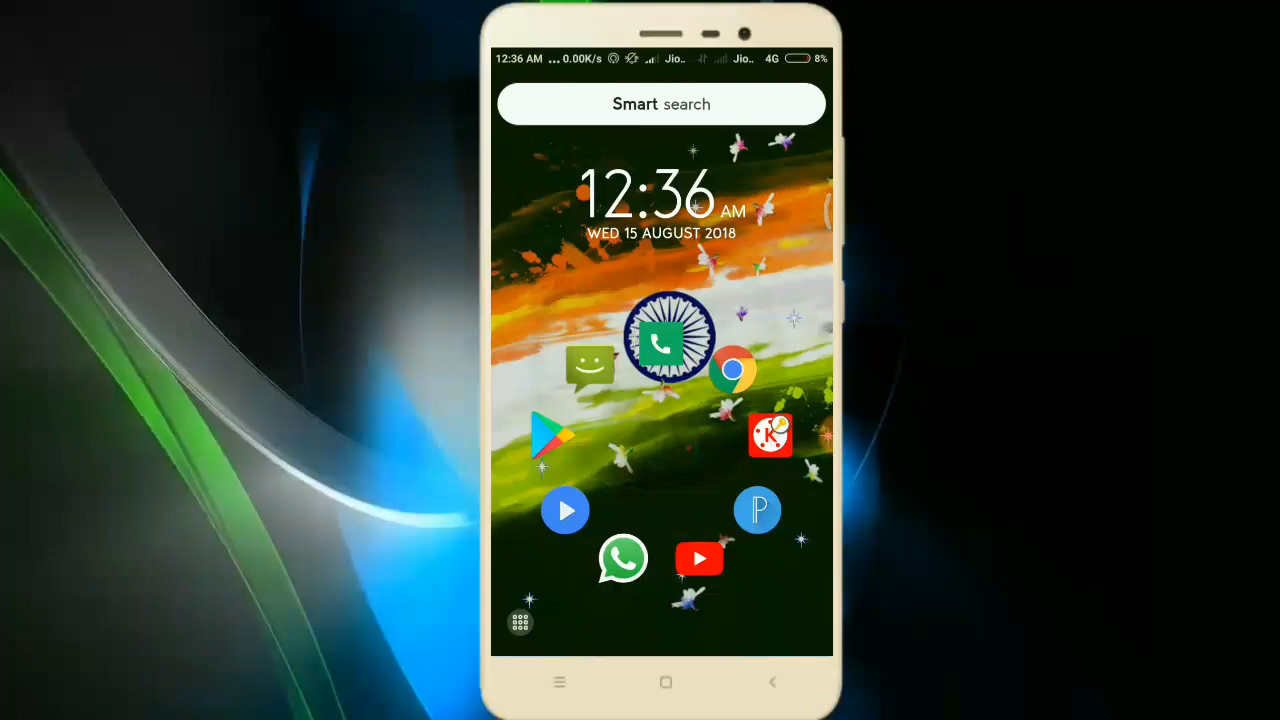 12:36 AM ... 0.00K/s Jio.. Jio.. 4G 8%
Smart search
12:36 AM
WED 15 AUGUST 2018
K
P